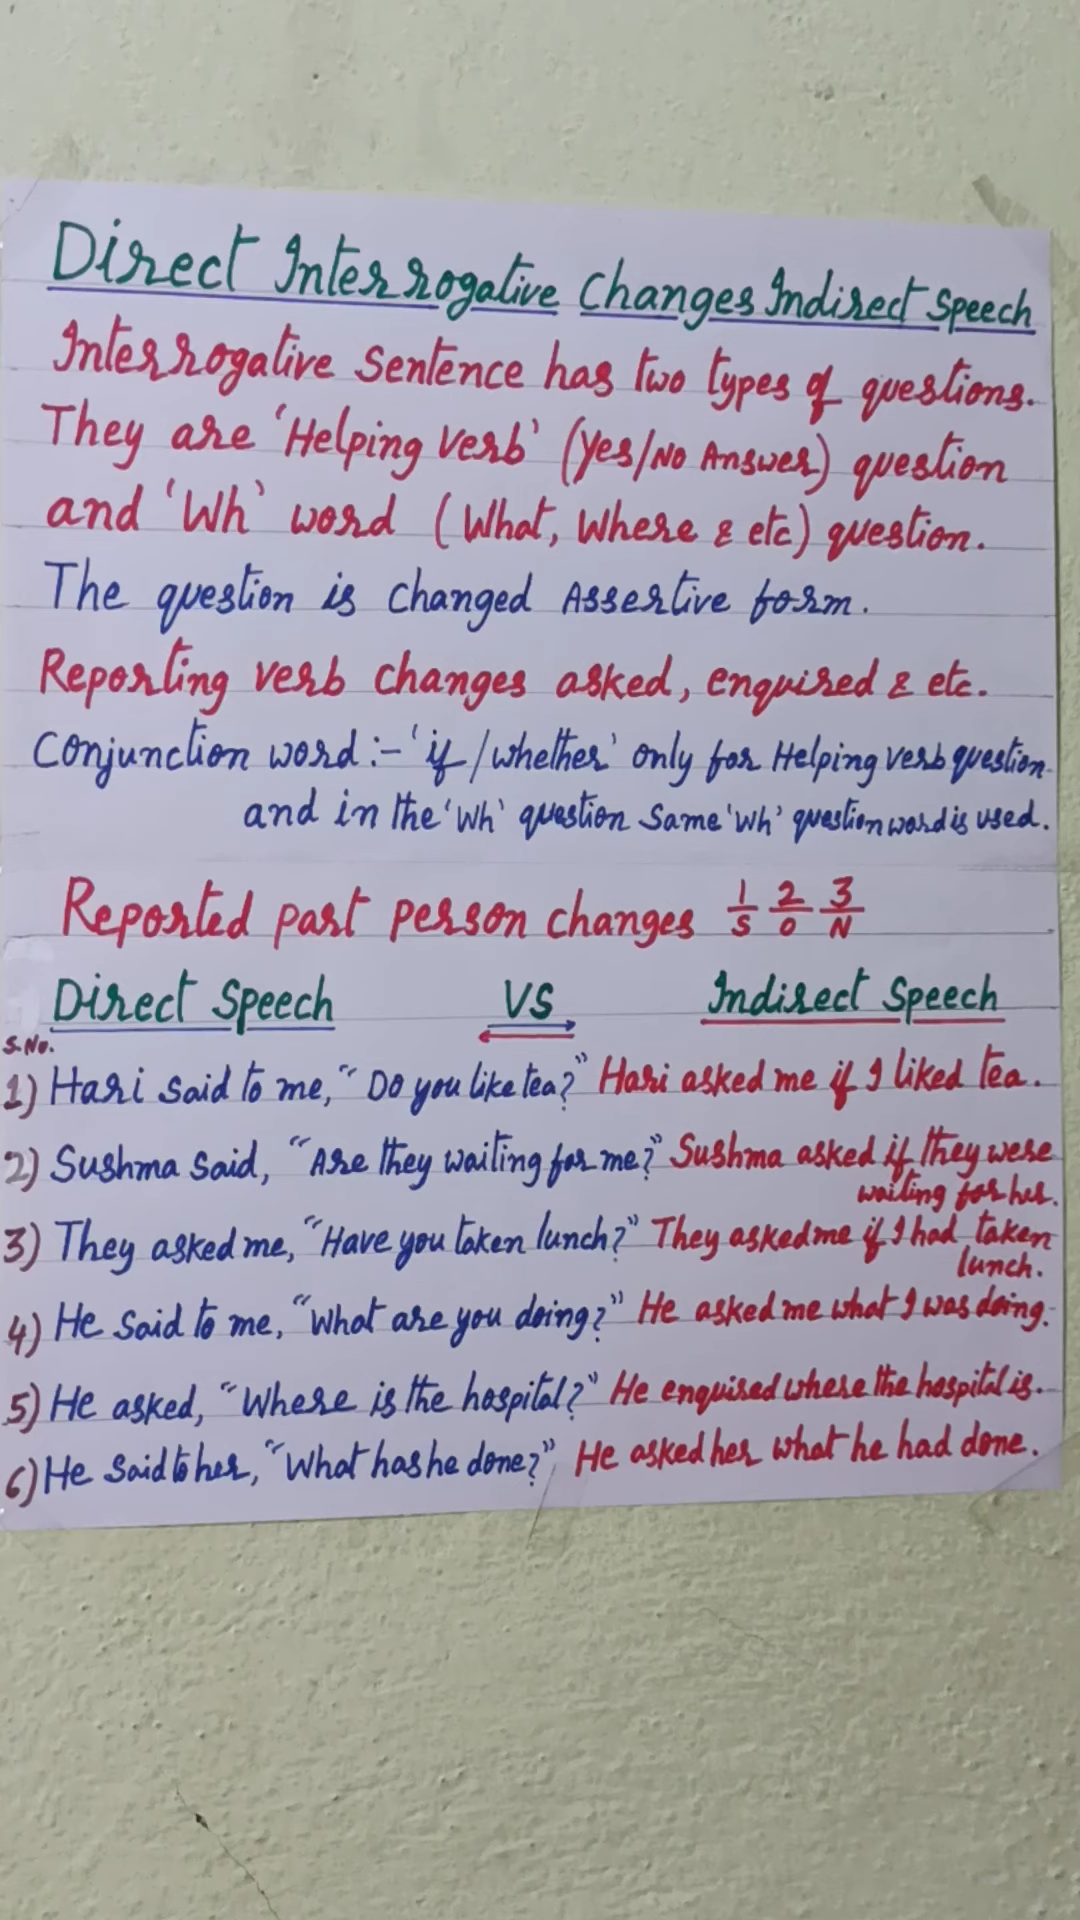 Direct Interrogative Changes Indirect Speech
Interrogative Sentence has two types of questions.
They are 'Helping verb' (Yes/No Answer) question
and 'Wh' word (What, Where & etc) question.
The question is changed Assertive form.
Reporting verb changes asked, enquired & etc.
Conjunction word :- 'if/whether' only for Helping verb question
and in the 'Wh' question same 'Wh' question word is used.
Reported part person changes 1/S 2/O 3/N
Direct Speech VS Indirect Speech
S.No.
1) Hari said to me, "Do you like tea?" Hari asked me if I liked tea.
2) Sushma said, "Are they waiting for me?" Sushma asked if they were
waiting for her.
3) They asked me, "Have you taken lunch?" They asked me if I had taken
lunch.
4) He said to me, "What are you doing?" He asked me what I was doing.
5) He asked, "Where is the hospital?" He enquired where the hospital is.
6) He said to her, "What has he done?" He asked her what he had done.